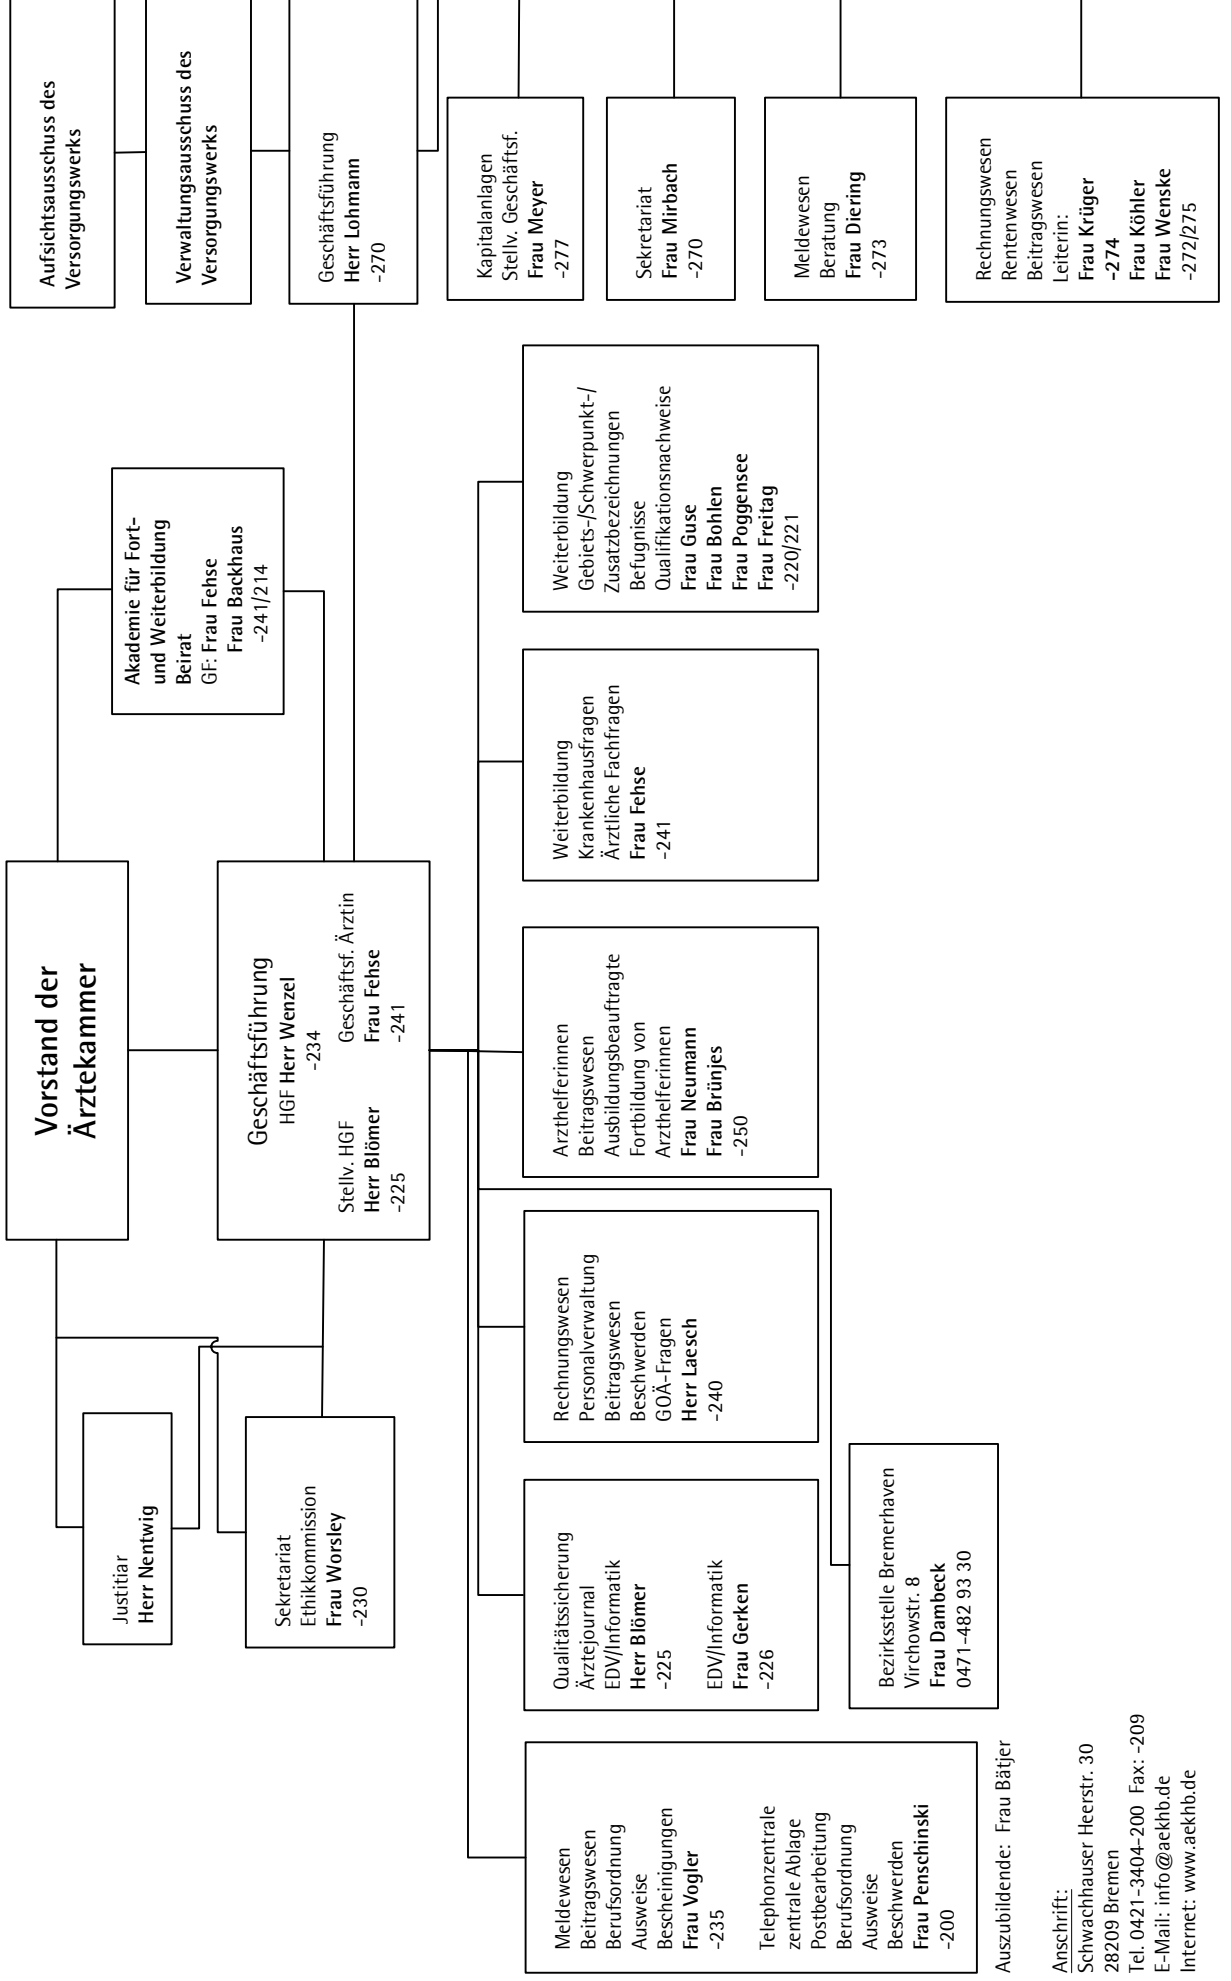 Vorstand der
Ärztekammer
Justitiar
Herr Nentwig
Sekretariat
Ethikkommission
Frau Worsley
-230
Geschäftsführung
HGF Herr Wenzel
-234
Stellv. HGF
Herr Blömer
-225
Geschäftsf. Ärztin
Frau Fehse
-241
Akademie für Fort-
und Weiterbildung
Beirat
GF: Frau Fehse
Frau Backhaus
-241/214
Aufsichtsausschuss des
Versorgungswerks
Verwaltungsausschuss des
Versorgungswerks
Geschäftsführung
Herr Lohmann
-270
Kapitalanlagen
Stellv. Geschäftsf.
Frau Meyer
-277
Sekretariat
Frau Mirbach
-270
Meldewesen
Beratung
Frau Diering
-273
Rechnungswesen
Rentenwesen
Beitragswesen
Leiterin:
Frau Krüger
-274
Frau Köhler
Frau Wenske
-272/275
Meldewesen
Beitragswesen
Berufsordnung
Ausweise
Bescheinigungen
Frau Vogler
-235
Telephonzentrale
zentrale Ablage
Postbearbeitung
Berufsordnung
Ausweise
Beschwerden
Frau Penschinski
-200
Qualitätssicherung
Ärztejournal
EDV/Informatik
Herr Blömer
-225
EDV/Informatik
Frau Gerken
-226
Rechnungswesen
Personalverwaltung
Beitragswesen
Beschwerden
GOÄ-Fragen
Herr Laesch
-240
Arzthelferinnen
Beitragswesen
Ausbildungsbeauftragte
Fortbildung von
Arzthelferinnen
Frau Neumann
Frau Brünjes
-250
Weiterbildung
Krankenhausfragen
Ärztliche Fachfragen
Frau Fehse
-241
Weiterbildung
Gebiets-/Schwerpunkt-/
Zusatzbezeichnungen
Befugnisse
Qualifikationsnachweise
Frau Guse
Frau Bohlen
Frau Poggensee
Frau Freitag
-220/221
Bezirksstelle Bremerhaven
Virchowstr. 8
Frau Dambeck
0471-482 93 30
Auszubildende: Frau Bätjer
Anschrift:
Schwachhauser Heerstr. 30
28209 Bremen
Tel. 0421-3404-200 Fax: -209
E-Mail: info@aekhb.de
Internet: www.aekhb.de